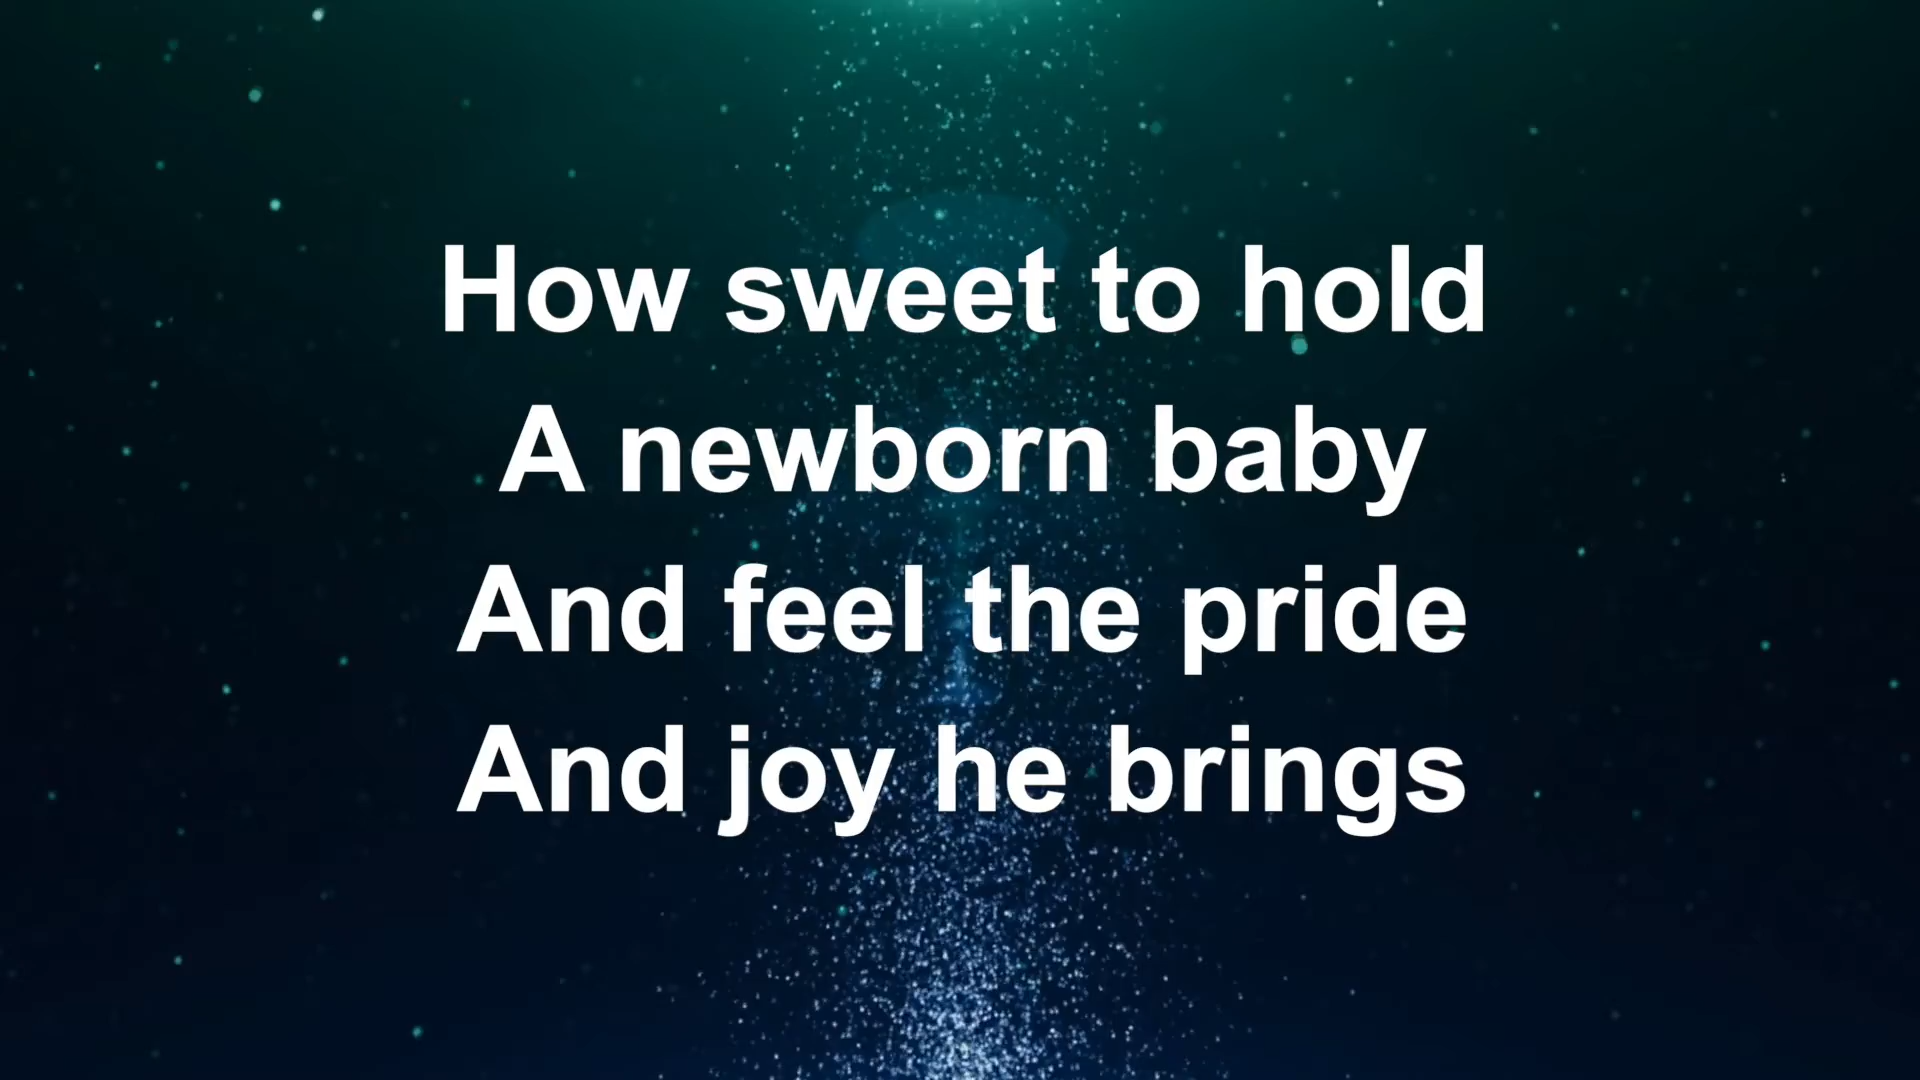 How sweet to hold
A newborn baby
And feel the pride
And joy he brings